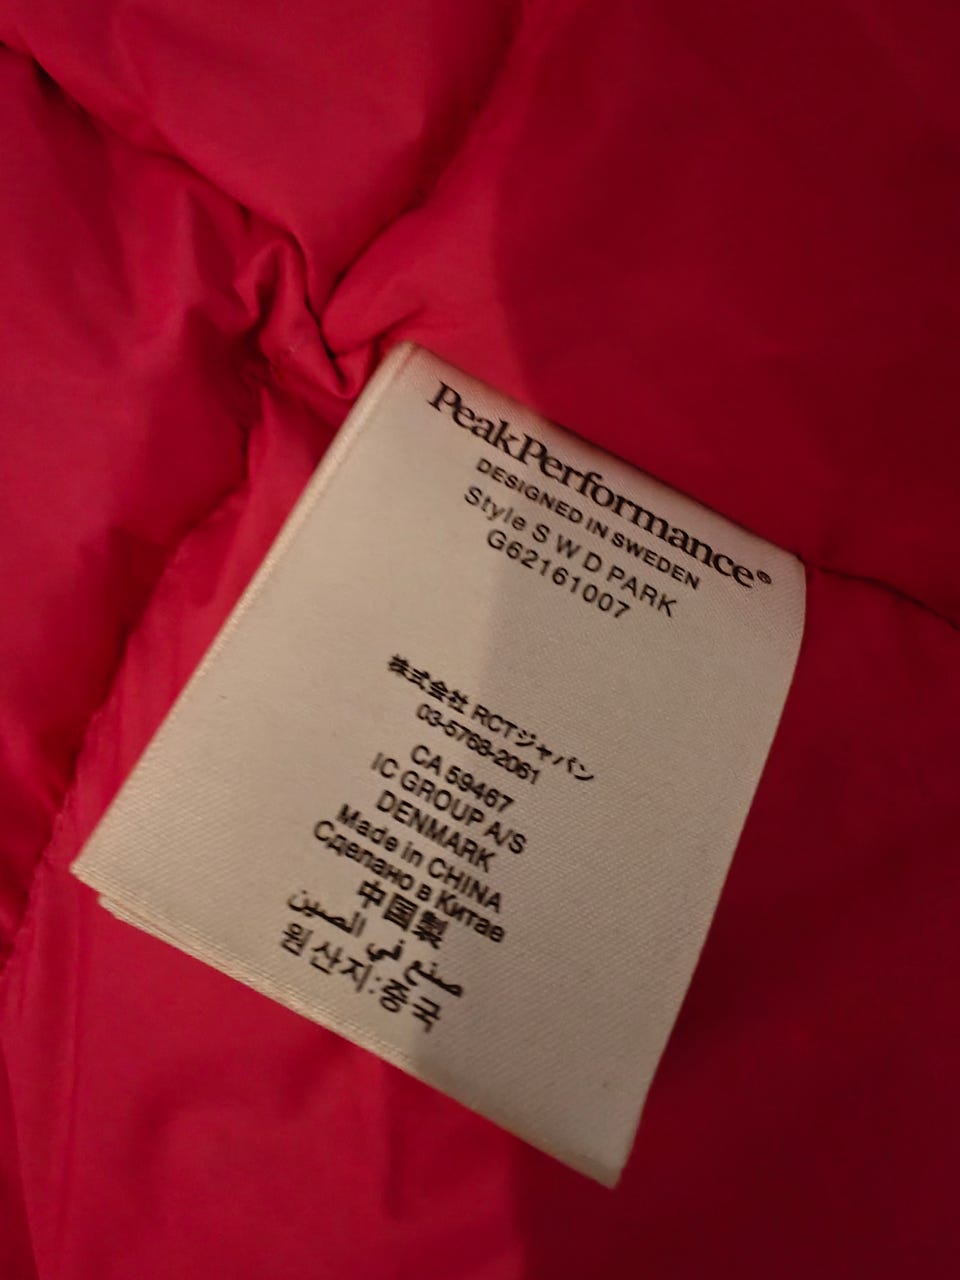 PeakPerformance®
DESIGNED IN SWEDEN
Style S W D PARK
G62161007
株式会社 RCTジャパン
03-5768-2061
CA 59467
IC GROUP A/S
DENMARK
Made in CHINA
Сделано в Китае
中国製
صنع في الصين
원산지:중국